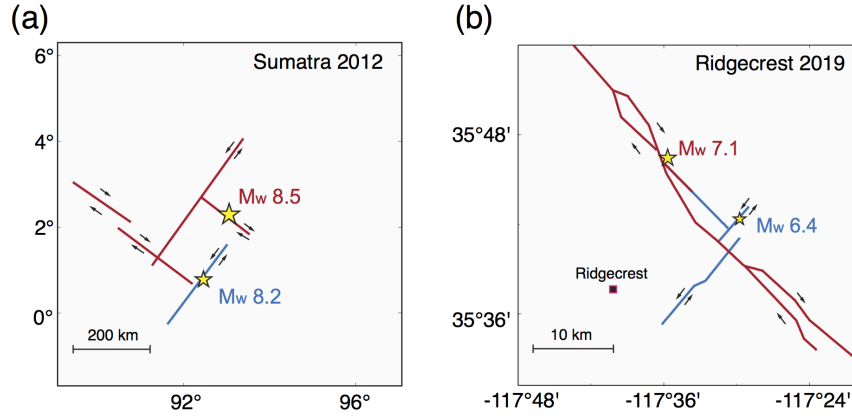 (a)
Sumatra 2012
6°
4°
2°
0°
Mw 8.5
Mw 8.2
200 km
92°
96°
(b)
Ridgecrest 2019
35°48'
35°36'
Mw 7.1
Mw 6.4
Ridgecrest
10 km
-117°48'
-117°36'
-117°24'